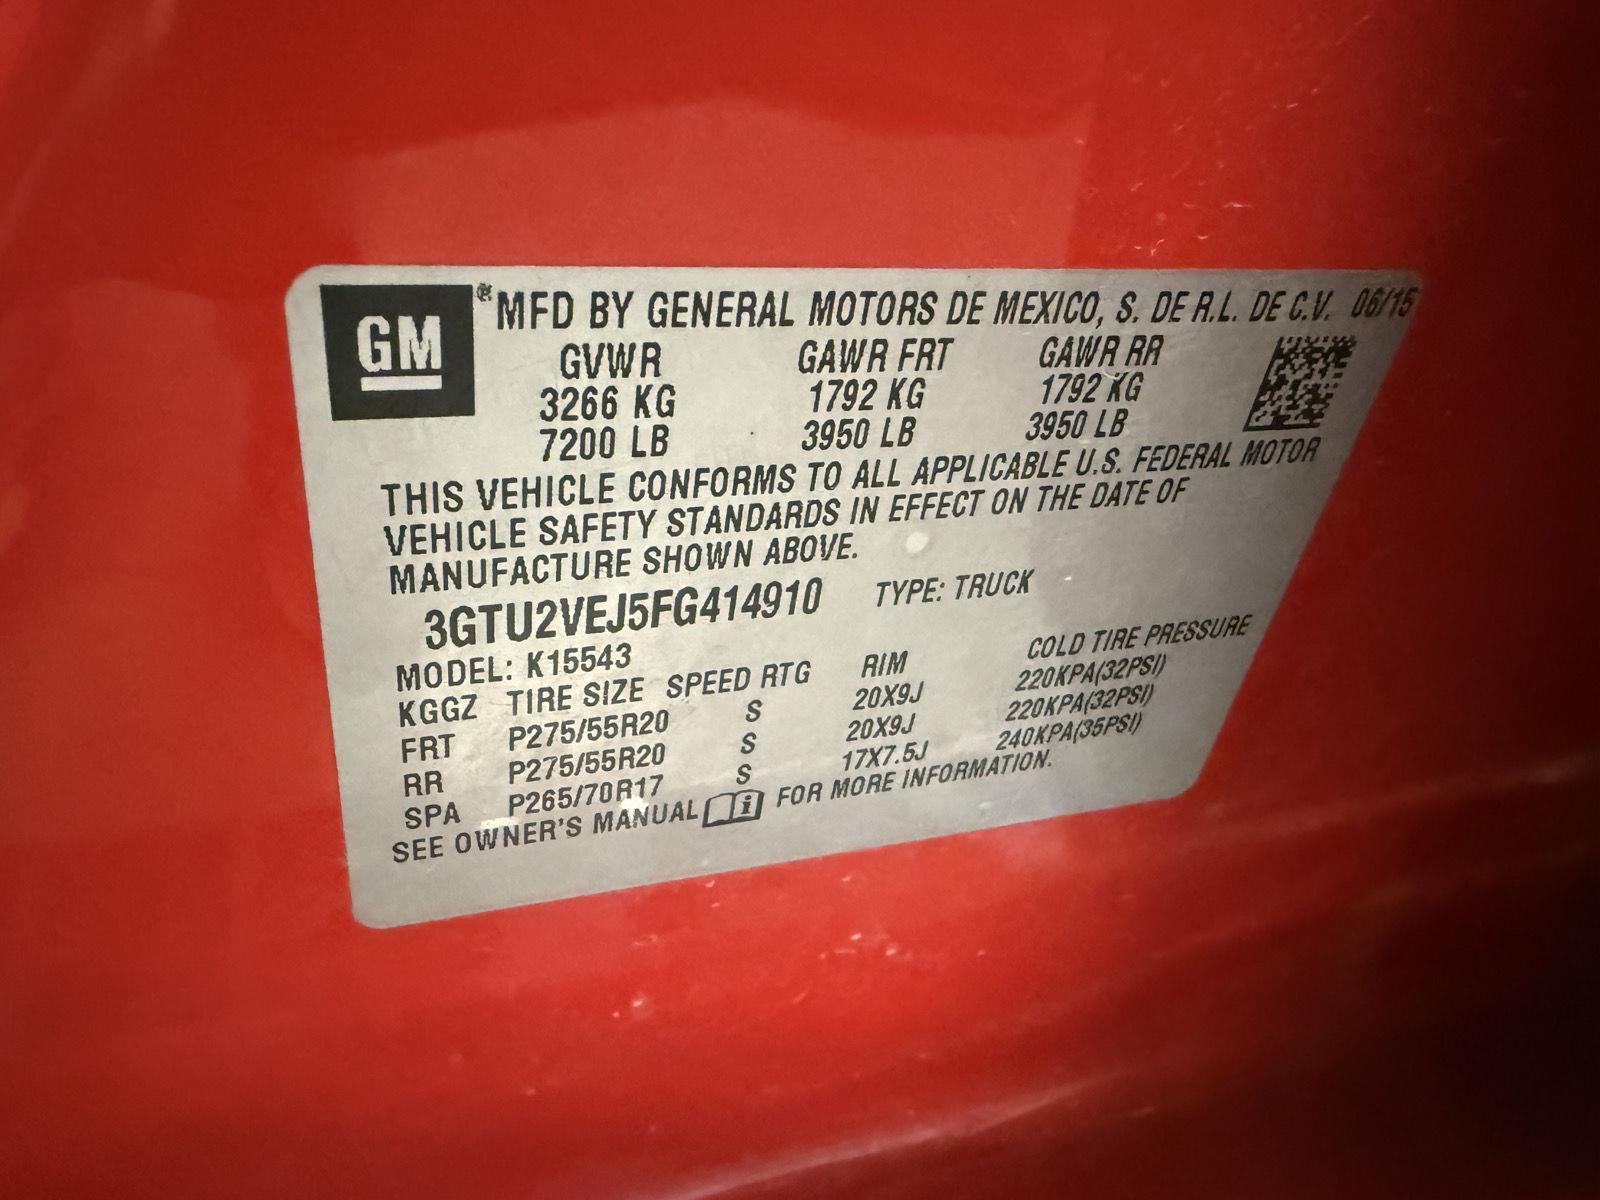 GM
® MFD BY GENERAL MOTORS DE MEXICO, S. DE R.L. DE C.V. 06/15
GVWR GAWR FRT GAWR RR
3266 KG 1792 KG 1792 KG
7200 LB 3950 LB 3950 LB
THIS VEHICLE CONFORMS TO ALL APPLICABLE U.S. FEDERAL MOTOR
VEHICLE SAFETY STANDARDS IN EFFECT ON THE DATE OF
MANUFACTURE SHOWN ABOVE.
3GTU2VEJ5FG414910 TYPE: TRUCK
MODEL: K15543
KGGZ TIRE SIZE SPEED RTG RIM COLD TIRE PRESSURE
FRT P275/55R20 S 20X9J 220KPA(32PSI)
RR P275/55R20 S 20X9J 220KPA(32PSI)
SPA P265/70R17 S 17X7.5J 240KPA(35PSI)
SEE OWNER'S MANUAL i FOR MORE INFORMATION.